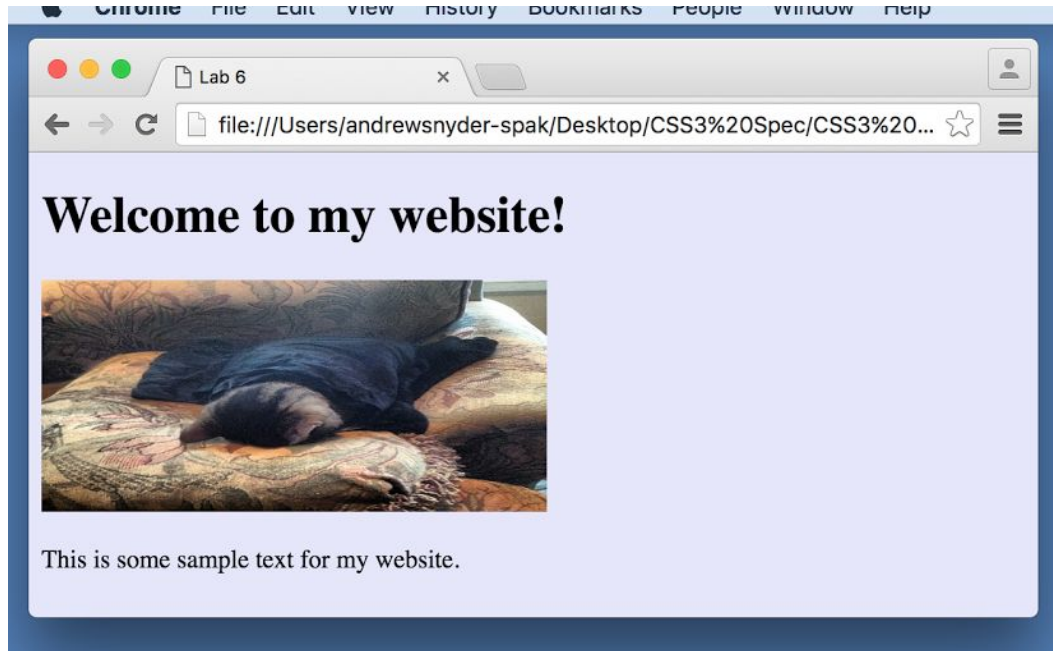 Chrome File Edit View History Bookmarks People Window Help
Lab 6
file:///Users/andrewsnyder-spak/Desktop/CSS3%20Spec/CSS3%20...
Welcome to my website!
This is some sample text for my website.